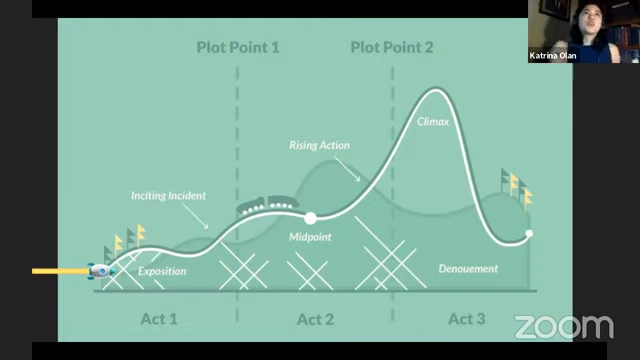 Plot Point 1
Plot Point 2
Katrina Olan
Climax
Rising Action
Inciting Incident
Midpoint
Exposition
Denouement
Act 1
Act 2
Act 3
zoom